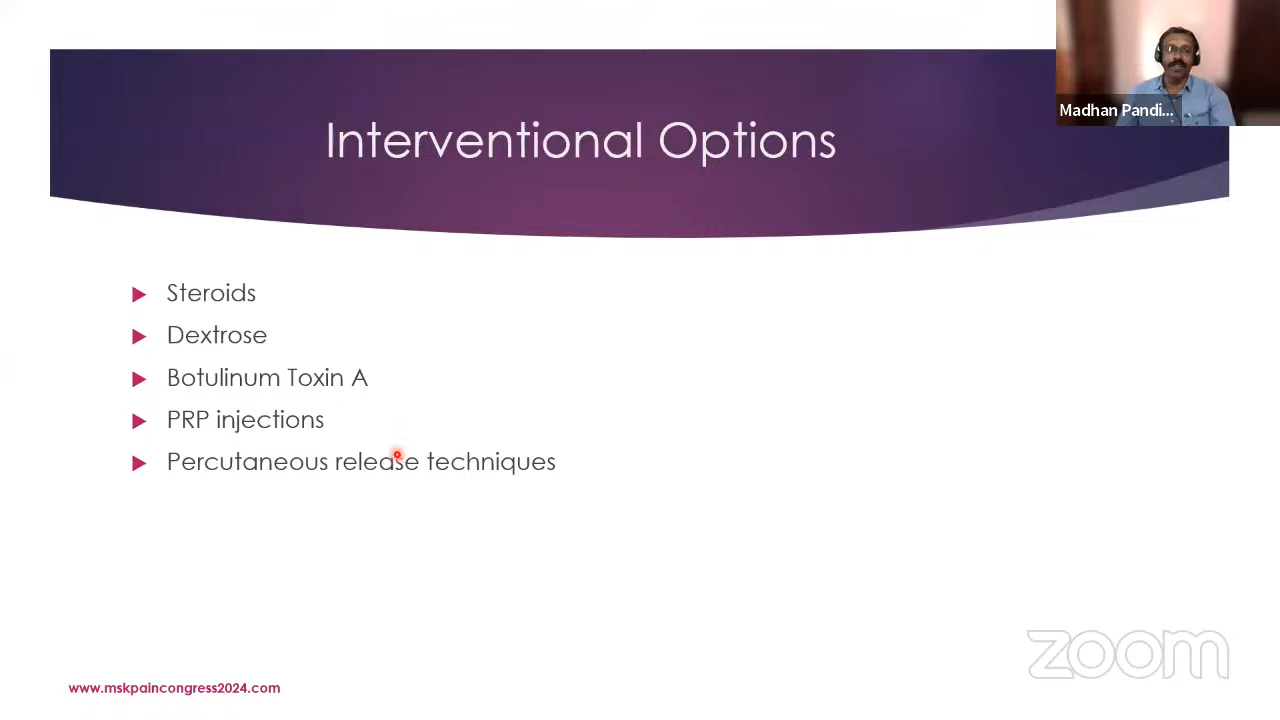 Madhan Pandi...
Interventional Options
Steroids
Dextrose
Botulinum Toxin A
PRP injections
Percutaneous release techniques
zoom
www.mskpaincongress2024.com